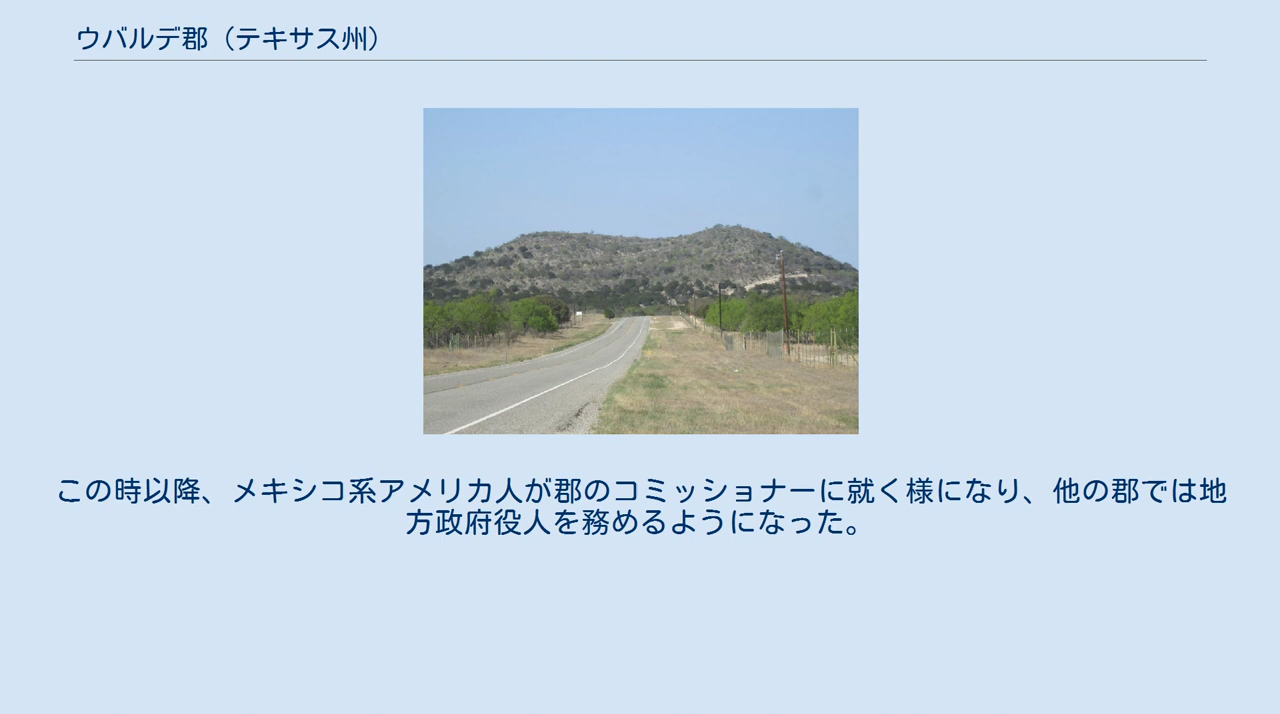 ウバルデ郡（テキサス州）
この時以降、メキシコ系アメリカ人が郡のコミッショナーに就く様になり、他の郡では地
方政府役人を務めるようになった。